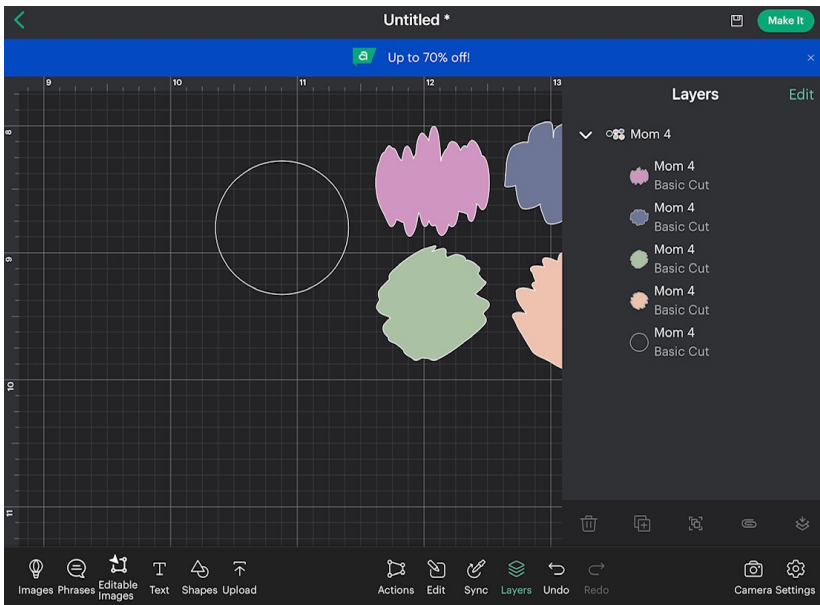 Untitled *
Make It
a Up to 70% off!
9 10 11 12 13
8
9
10
11
Layers
Edit
Mom 4
Mom 4
Basic Cut
Mom 4
Basic Cut
Mom 4
Basic Cut
Mom 4
Basic Cut
Mom 4
Basic Cut
Images
Phrases
Editable
Images
Text
Shapes
Upload
Actions
Edit
Sync
Layers
Undo
Redo
Camera
Settings